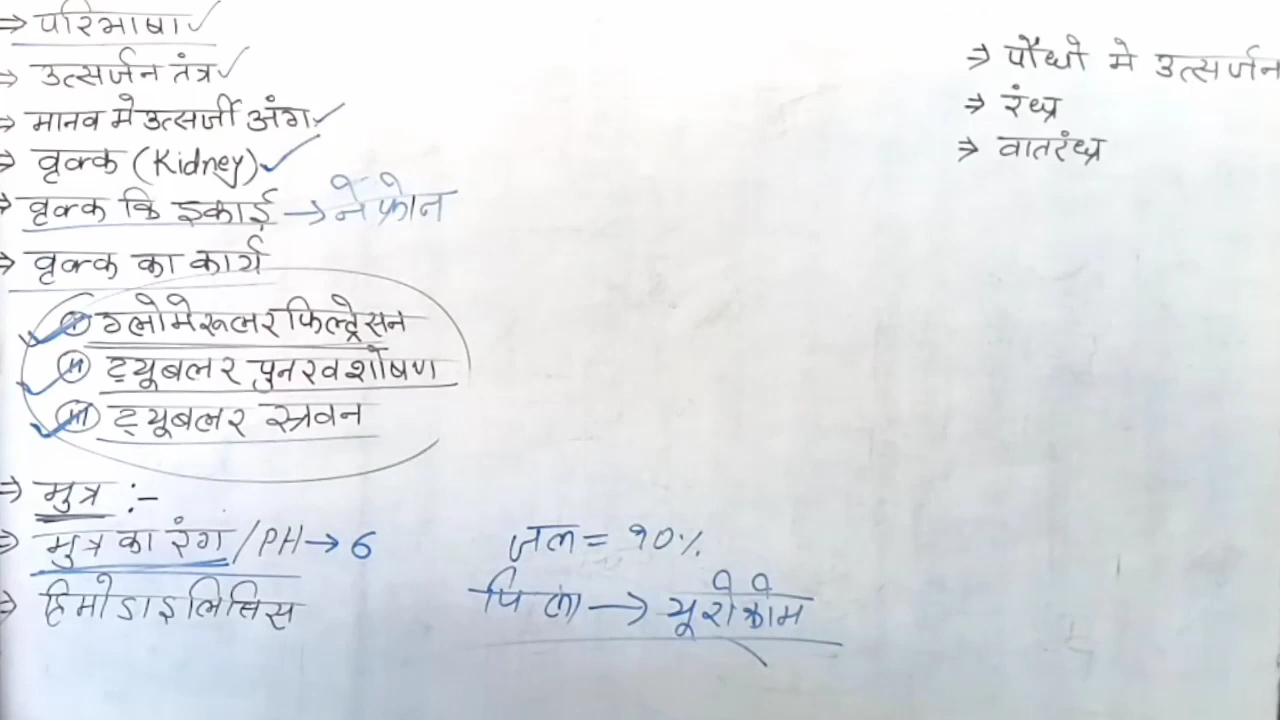 ⇒ परिभाषा ✓
⇒ उत्सर्जन तंत्र ✓
⇒ मानव मे उत्सर्जी अंग ✓
⇒ वृक्क (Kidney) ✓
⇒ वृक्क कि इकाई → नेफ्रोन
⇒ वृक्क का कार्य
(i) ग्लोमेरूलर फिल्ट्रेसन
(ii) ट्यूबलर पुनरवशोषण
(iii) ट्यूबलर स्त्रवन
⇒ मुत्र :-
⇒ मुत्र का रंग / PH → 6
⇒ हिमोडाइलिसिस
जल = 90%
पिला → यूरोक्रोम
⇒ पौधो मे उत्सर्जन
⇒ रंध्र
⇒ वातरंध्र